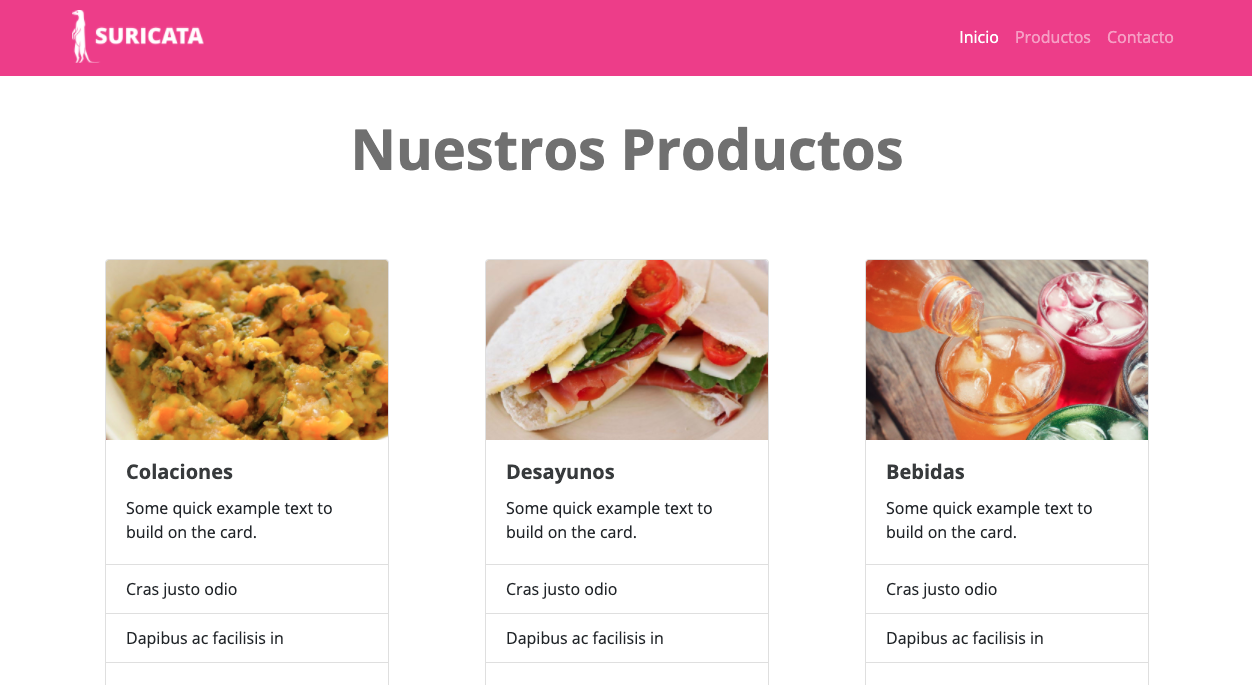 SURICATA
Inicio Productos Contacto
Nuestros Productos
Colaciones
Some quick example text to
build on the card.
Cras justo odio
Dapibus ac facilisis in
Desayunos
Some quick example text to
build on the card.
Cras justo odio
Dapibus ac facilisis in
Bebidas
Some quick example text to
build on the card.
Cras justo odio
Dapibus ac facilisis in